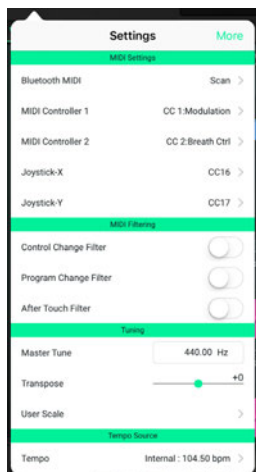 Settings More
MIDI Settings
Bluetooth MIDI Scan
MIDI Controller 1 CC 1:Modulation
MIDI Controller 2 CC 2:Breath Ctrl
Joystick-X CC16
Joystick-Y CC17
MIDI Filtering
Control Change Filter
Program Change Filter
After Touch Filter
Tuning
Master Tune 440.00 Hz
Transpose +0
User Scale
Tempo Source
Tempo Internal : 104.50 bpm